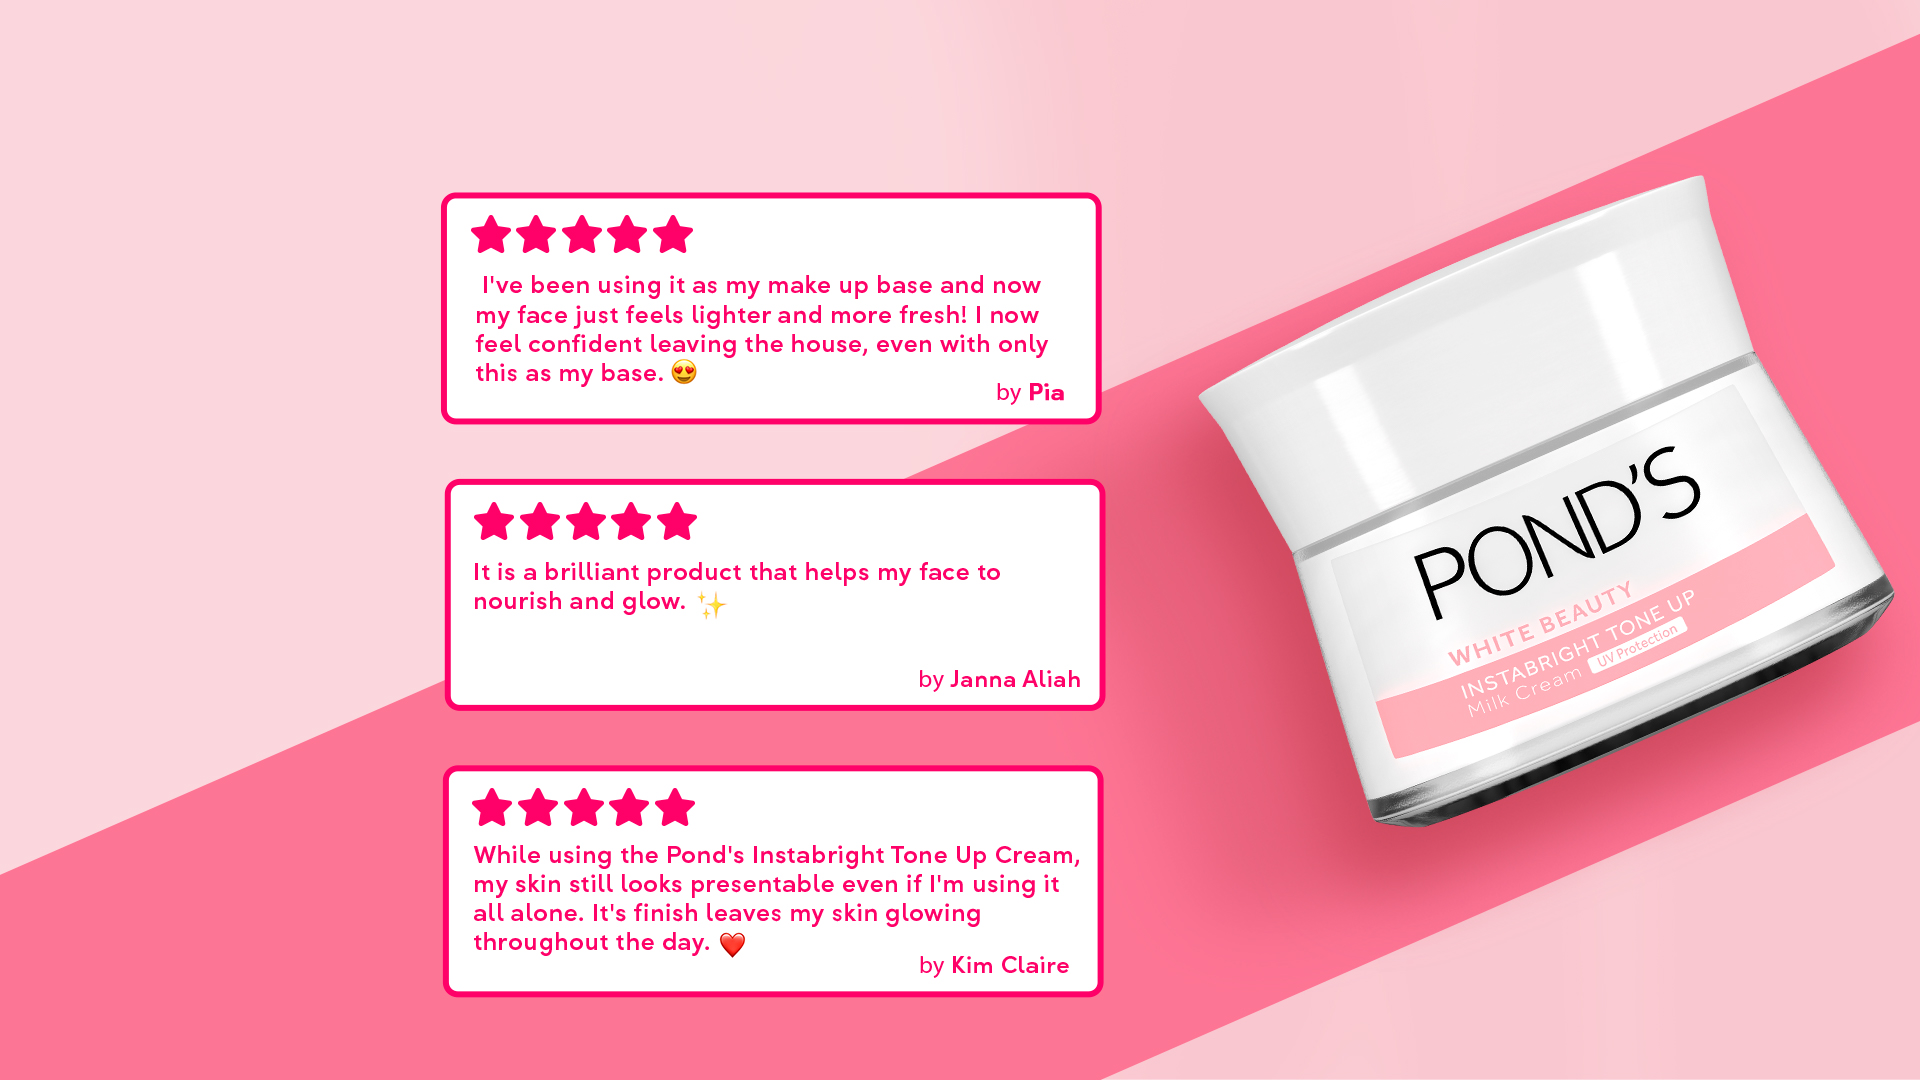 I've been using it as my make up base and now
my face just feels lighter and more fresh! I now
feel confident leaving the house, even with only
this as my base. 😍
by Pia
It is a brilliant product that helps my face to
nourish and glow. ✨
by Janna Aliah
While using the Pond's Instabright Tone Up Cream,
my skin still looks presentable even if I'm using it
all alone. It's finish leaves my skin glowing
throughout the day. ❤️
by Kim Claire
POND'S
WHITE BEAUTY
INSTABRIGHT TONE UP
Milk Cream UV Protection